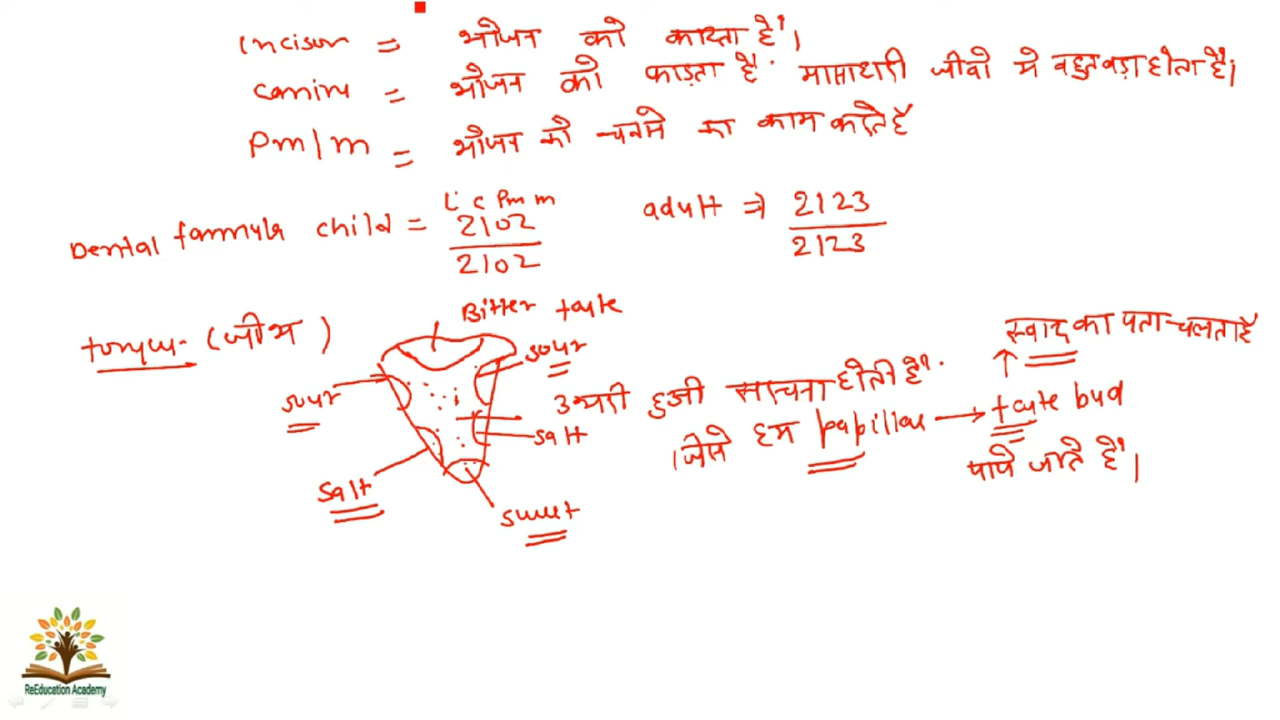 Incisor = भोजन को काटता है।
Canine = भोजन को फाड़ता है. मांसाहारी जीवो मे बहुत बड़ा होता है।
Pm/m = भोजन को चबाने का काम करते है
Dental formula child = 2102/2102
i c Pm m
adult ⇒ 2123/2123
tongue - (जीभ)
Bitter taste
sour
sour
salt
salt
sweet
उभरी हुई संरचना होती है.
जिसे हम papillae → taste bud
पाये जाते है।
स्वाद का पता चलता है
ReEducation Academy